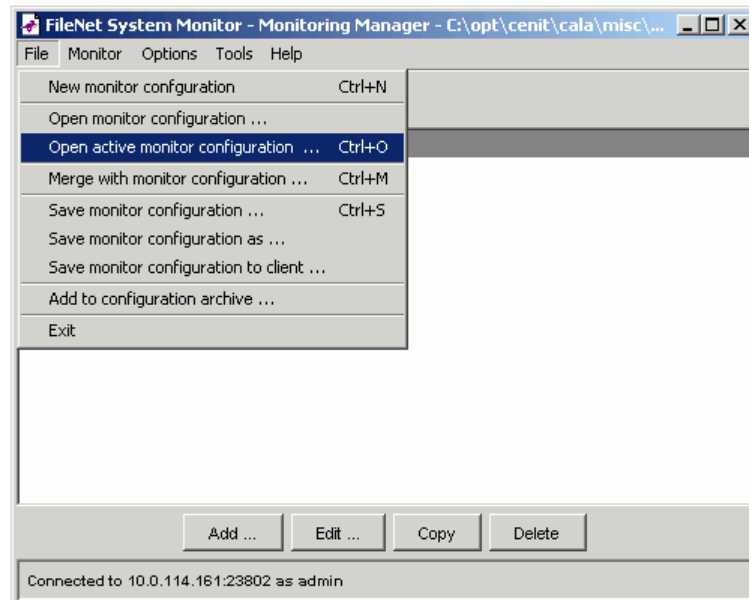 FileNet System Monitor - Monitoring Manager - C:\opt\cenit\cala\misc\...
File Monitor Options Tools Help
New monitor confguration Ctrl+N
Open monitor configuration ...
Open active monitor configuration ... Ctrl+O
Merge with monitor configuration ... Ctrl+M
Save monitor configuration ... Ctrl+S
Save monitor configuration as ...
Save monitor configuration to client ...
Add to configuration archive ...
Exit
Add ... Edit ... Copy Delete
Connected to 10.0.114.161:23802 as admin